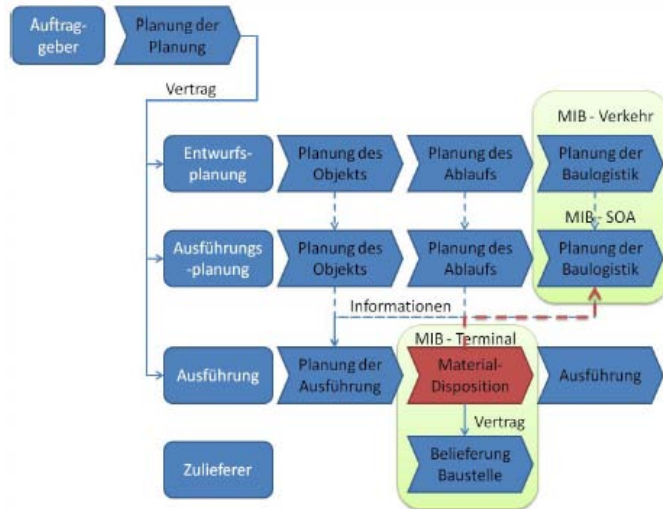 Auftrag-
geber
Planung der
Planung
Vertrag
MIB - Verkehr
Entwurfs-
planung
Planung des
Objekts
Planung des
Ablaufs
Planung der
Baulogistik
MIB - SOA
Ausführungs
-planung
Planung des
Objekts
Planung des
Ablaufs
Planung der
Baulogistik
Informationen
MIB - Terminal
Ausführung
Planung der
Ausführung
Material-
Disposition
Ausführung
Vertrag
Zulieferer
Belieferung
Baustelle